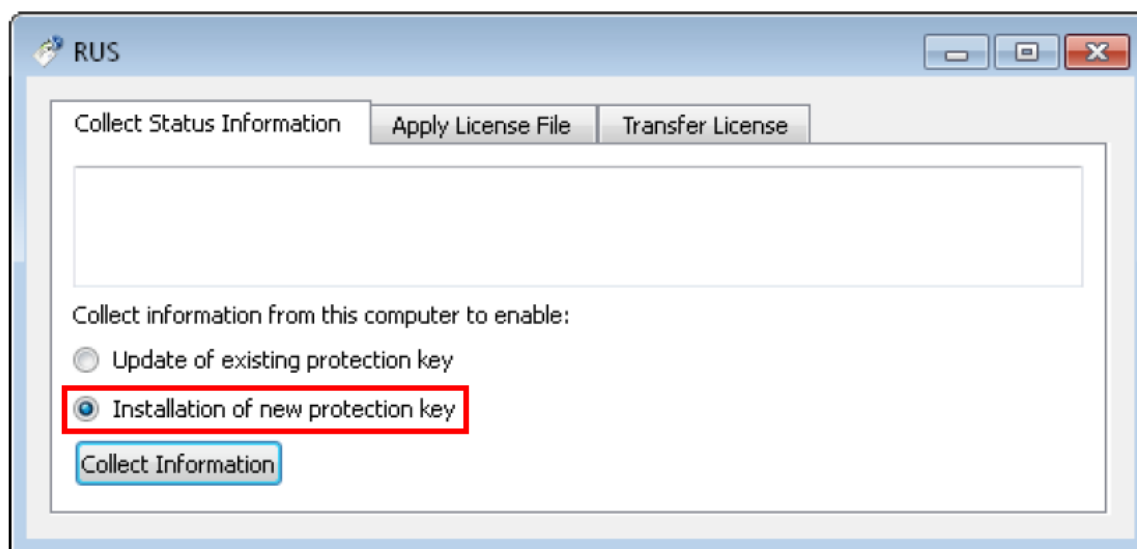 RUS
Collect Status Information Apply License File Transfer License
Collect information from this computer to enable:
Update of existing protection key
Installation of new protection key
Collect Information